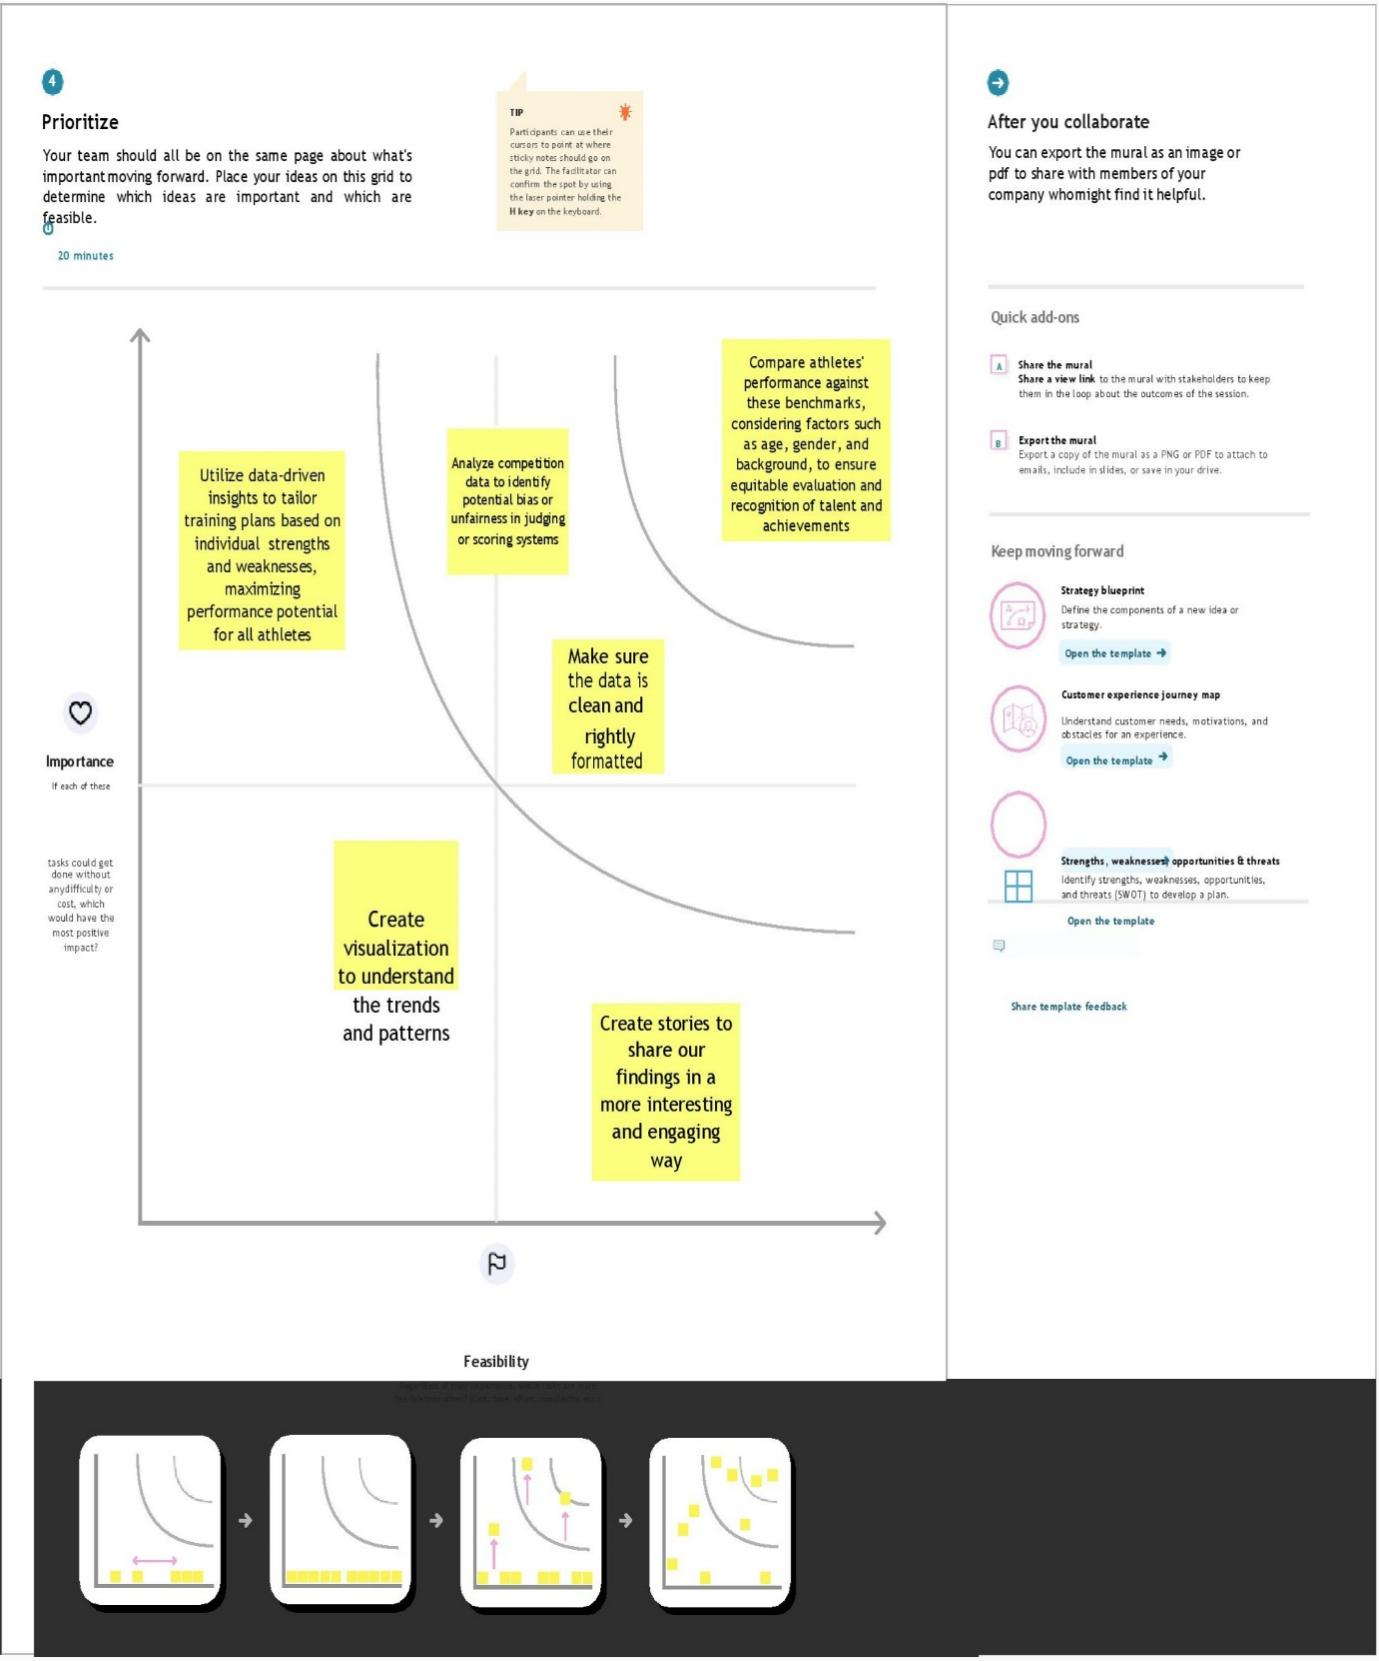 4
Prioritize
Your team should all be on the same page about what's
important moving forward. Place your ideas on this grid to
determine which ideas are important and which are
feasible.
20 minutes
TIP
Participants can use their
cursors to point at where
sticky notes should go on
the grid. The facilitator can
confirm the spot by using
the laser pointer holding the
H key on the keyboard.
Compare athletes'
performance against
these benchmarks,
considering factors such
as age, gender, and
background, to ensure
equitable evaluation and
recognition of talent and
achievements
Analyze competition
data to identify
potential bias or
unfairness in judging
or scoring systems
Utilize data-driven
insights to tailor
training plans based on
individual strengths
and weaknesses,
maximizing
performance potential
for all athletes
Make sure
the data is
clean and
rightly
formatted
Importance
If each of these
tasks could get
done without
anydifficulty or
cost, which
would have the
most positive
impact?
Create
visualization
to understand
the trends
and patterns
Create stories to
share our
findings in a
more interesting
and engaging
way
Feasibility
After you collaborate
You can export the mural as an image or
pdf to share with members of your
company whomight find it helpful.
Quick add-ons
A
Share the mural
Share a view link to the mural with stakeholders to keep
them in the loop about the outcomes of the session.
B
Export the mural
Export a copy of the mural as a PNG or PDF to attach to
emails, include in slides, or save in your drive.
Keep moving forward
Strategy blueprint
Define the components of a new idea or
strategy.
Open the template
Customer experience journey map
Understand customer needs, motivations, and
obstacles for an experience.
Open the template
Strengths, weaknesses, opportunities & threats
Identify strengths, weaknesses, opportunities,
and threats (SWOT) to develop a plan.
Open the template
Share template feedback